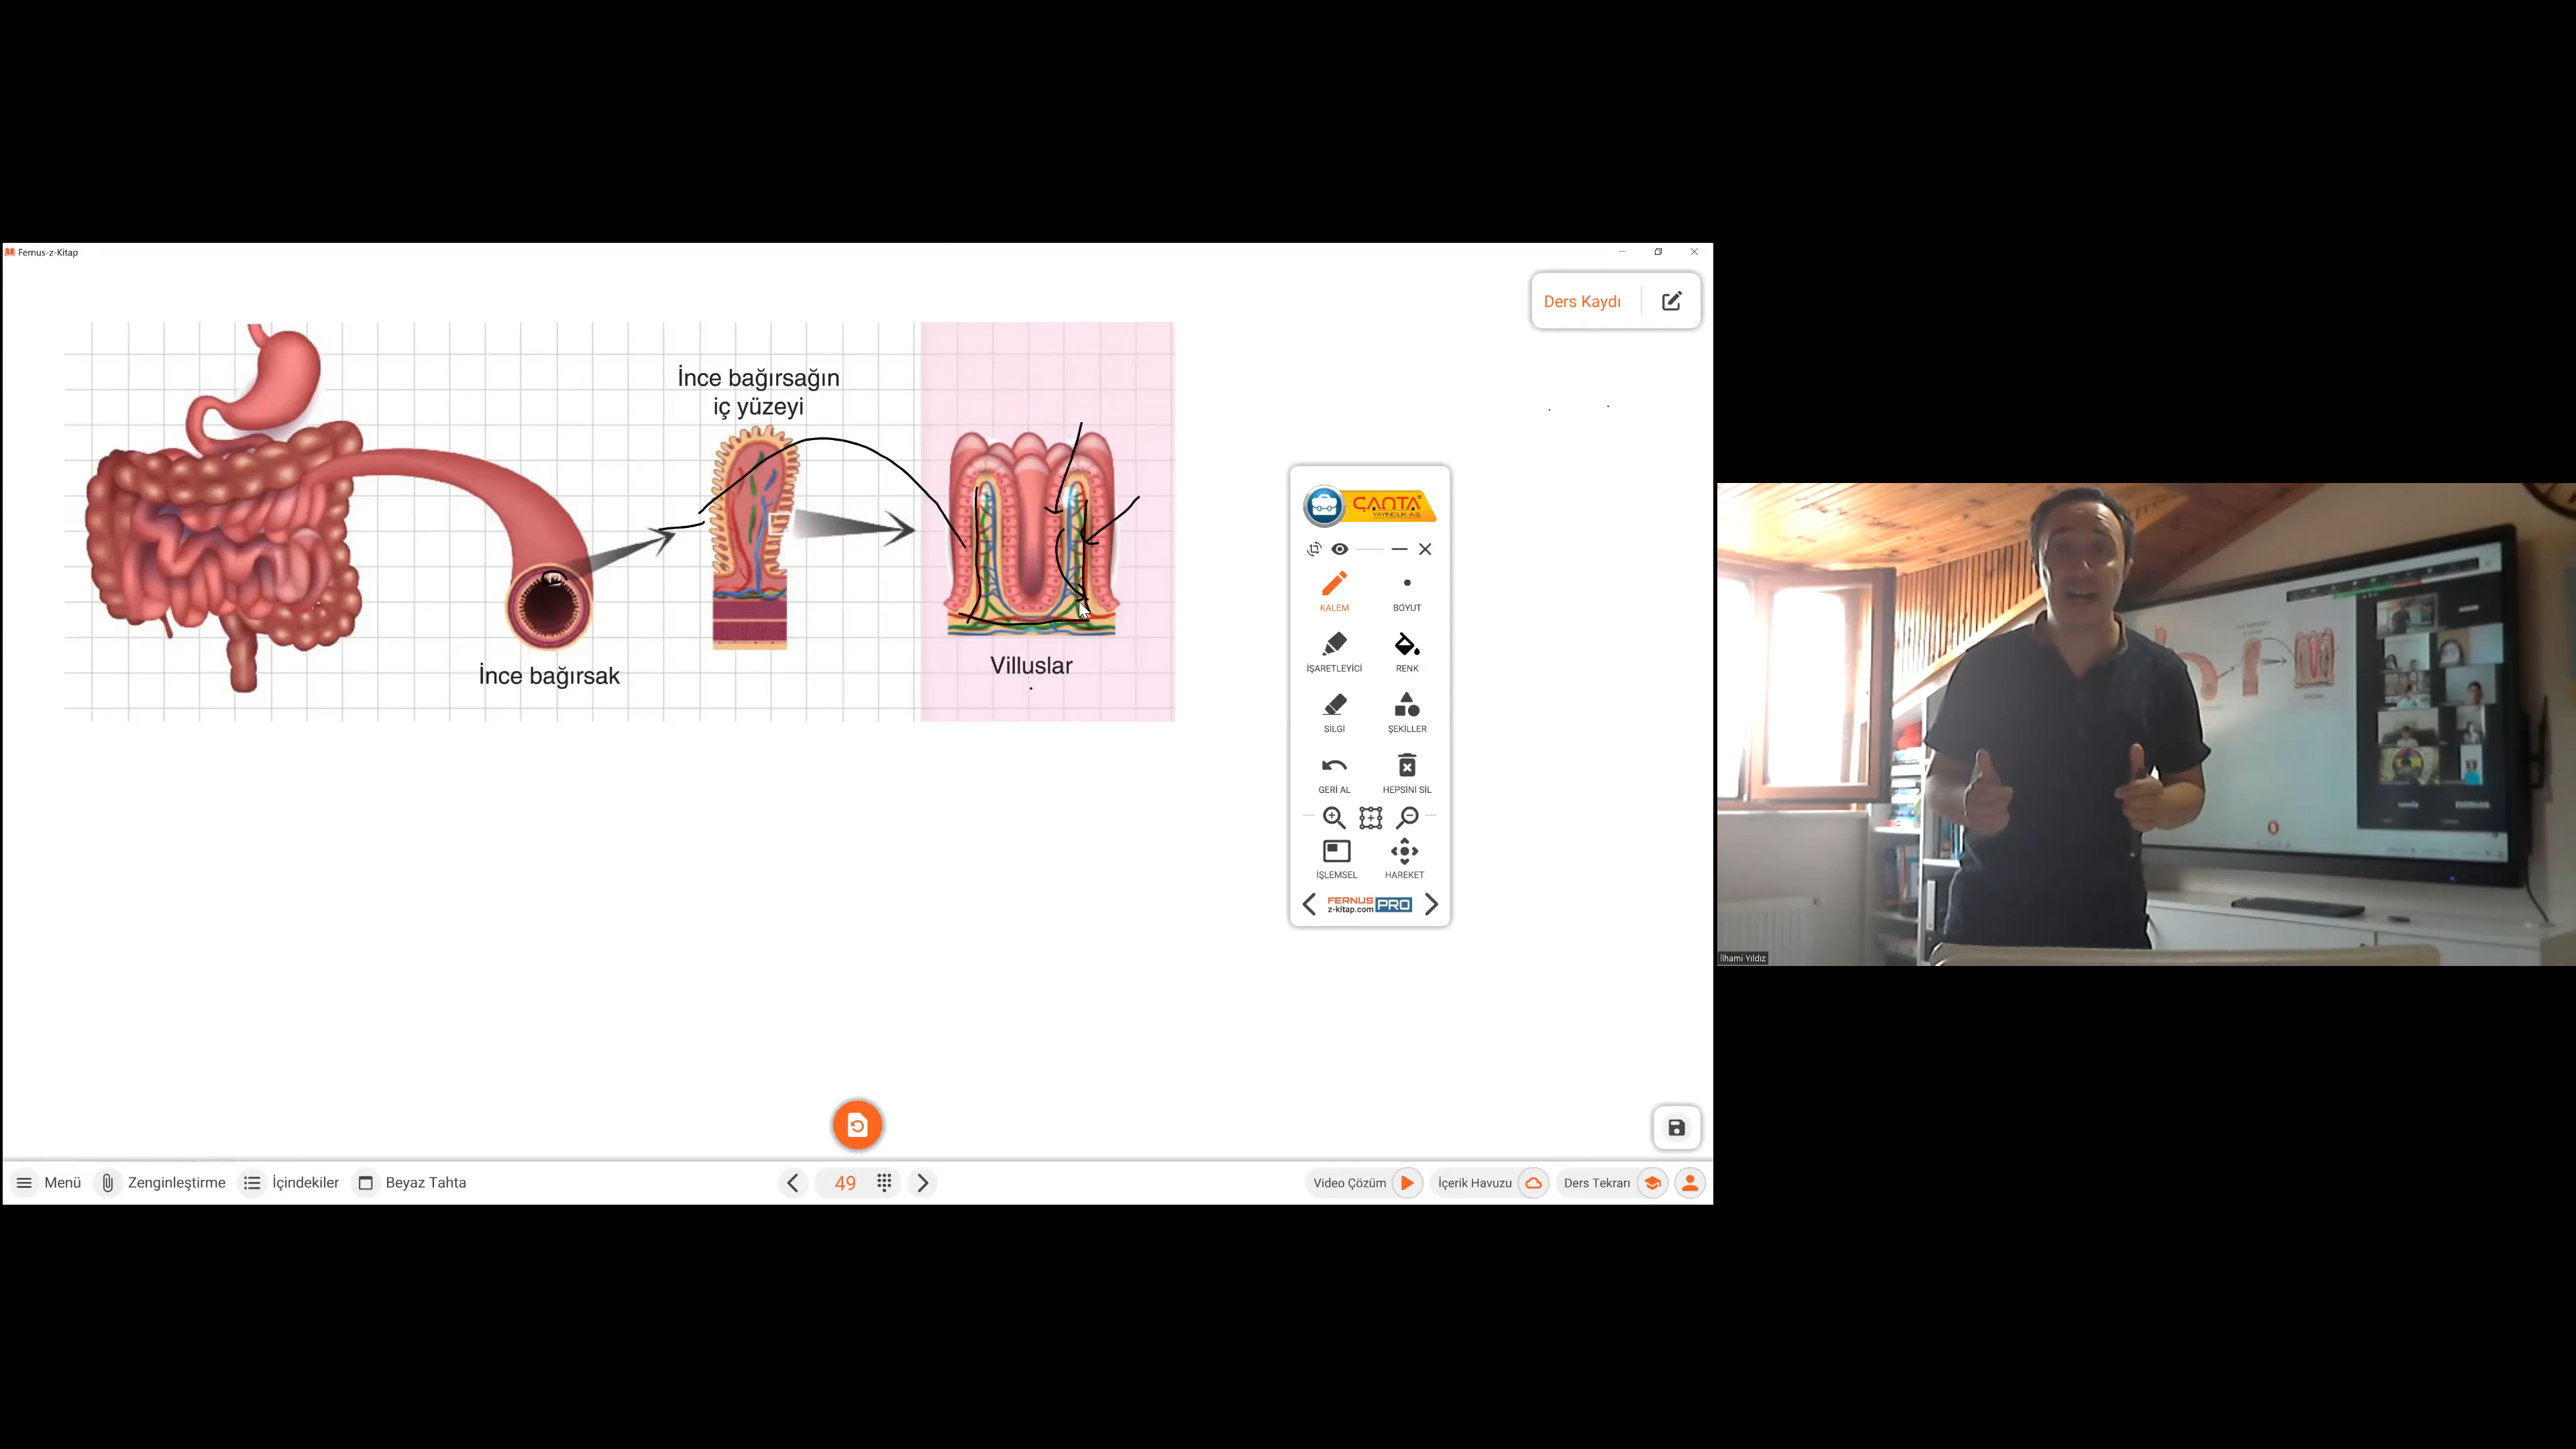 Fernus-z-Kitap
Ders Kaydı
İnce bağırsağın
iç yüzeyi
İnce bağırsak
Villuslar
ÇANTA
YAYINCILIK A.Ş.
KALEM
BOYUT
İŞARETLEYİCİ
RENK
SİLGİ
ŞEKİLLER
GERİ AL
HEPSİNİ SİL
İŞLEMSEL
HAREKET
FERNUS
z-kitap.com
PRO
İlhami Yıldız
Menü
Zenginleştirme
İçindekiler
Beyaz Tahta
49
Video Çözüm
İçerik Havuzu
Ders Tekrarı